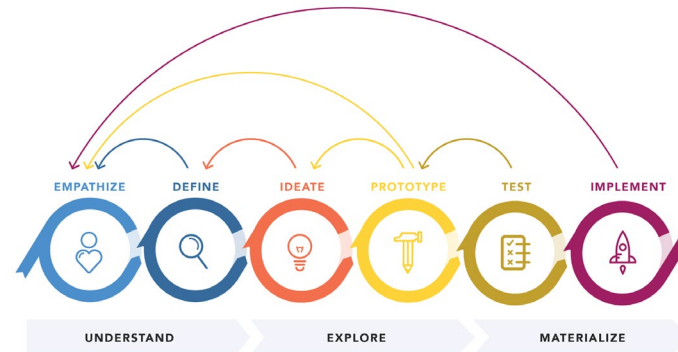 EMPATHIZE DEFINE IDEATE PROTOTYPE TEST IMPLEMENT
UNDERSTAND EXPLORE MATERIALIZE